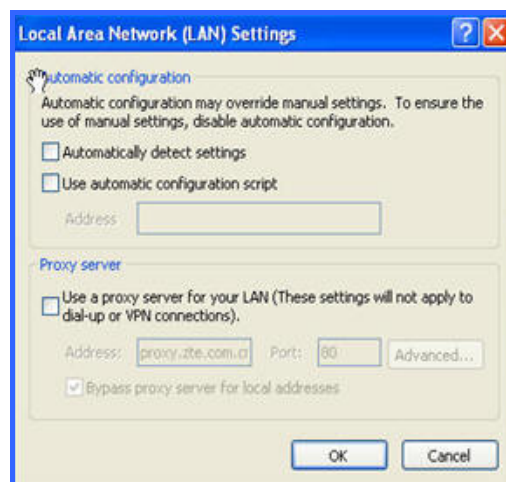 Local Area Network (LAN) Settings
Automatic configuration
Automatic configuration may override manual settings. To ensure the
use of manual settings, disable automatic configuration.
Automatically detect settings
Use automatic configuration script
Address
Proxy server
Use a proxy server for your LAN (These settings will not apply to
dial-up or VPN connections).
Address: proxy.zte.com.cn Port: 80 Advanced...
Bypass proxy server for local addresses
OK Cancel